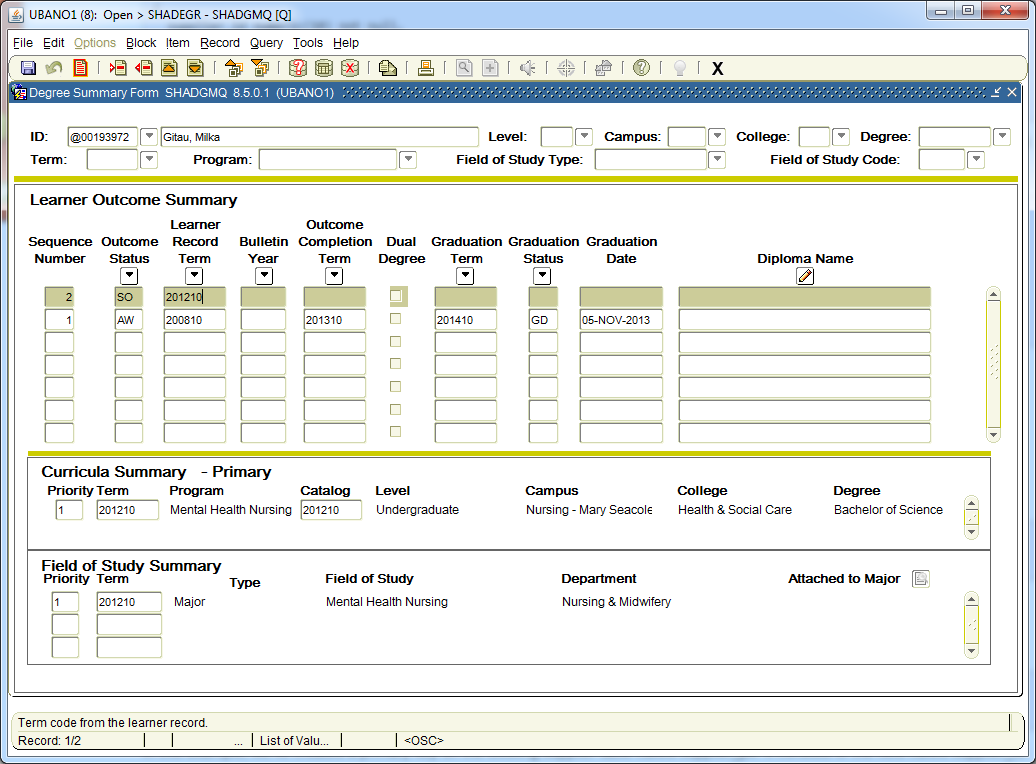 UBANO1 (8): Open > SHADEGR - SHADGMQ [Q]
File Edit Options Block Item Record Query Tools Help
X
Degree Summary Form SHADGMQ 8.5.0.1 (UBANO1)
ID: @00193972 Gitau, Milka Level: Campus: College: Degree:
Term: Program: Field of Study Type: Field of Study Code:
Learner Outcome Summary
Learner Outcome
Sequence Outcome Record Bulletin Completion Dual Graduation Graduation Graduation
Number Status Term Year Term Degree Term Status Date Diploma Name
2 SO 201210
1 AW 200810 201310 201410 GD 05-NOV-2013
Curricula Summary - Primary
Priority Term Program Catalog Level Campus College Degree
1 201210 Mental Health Nursing 201210 Undergraduate Nursing - Mary Seacole Health & Social Care Bachelor of Science
Field of Study Summary
Priority Term Type Field of Study Department Attached to Major
1 201210 Major Mental Health Nursing Nursing & Midwifery
Term code from the learner record.
Record: 1/2 ... List of Valu... <OSC>